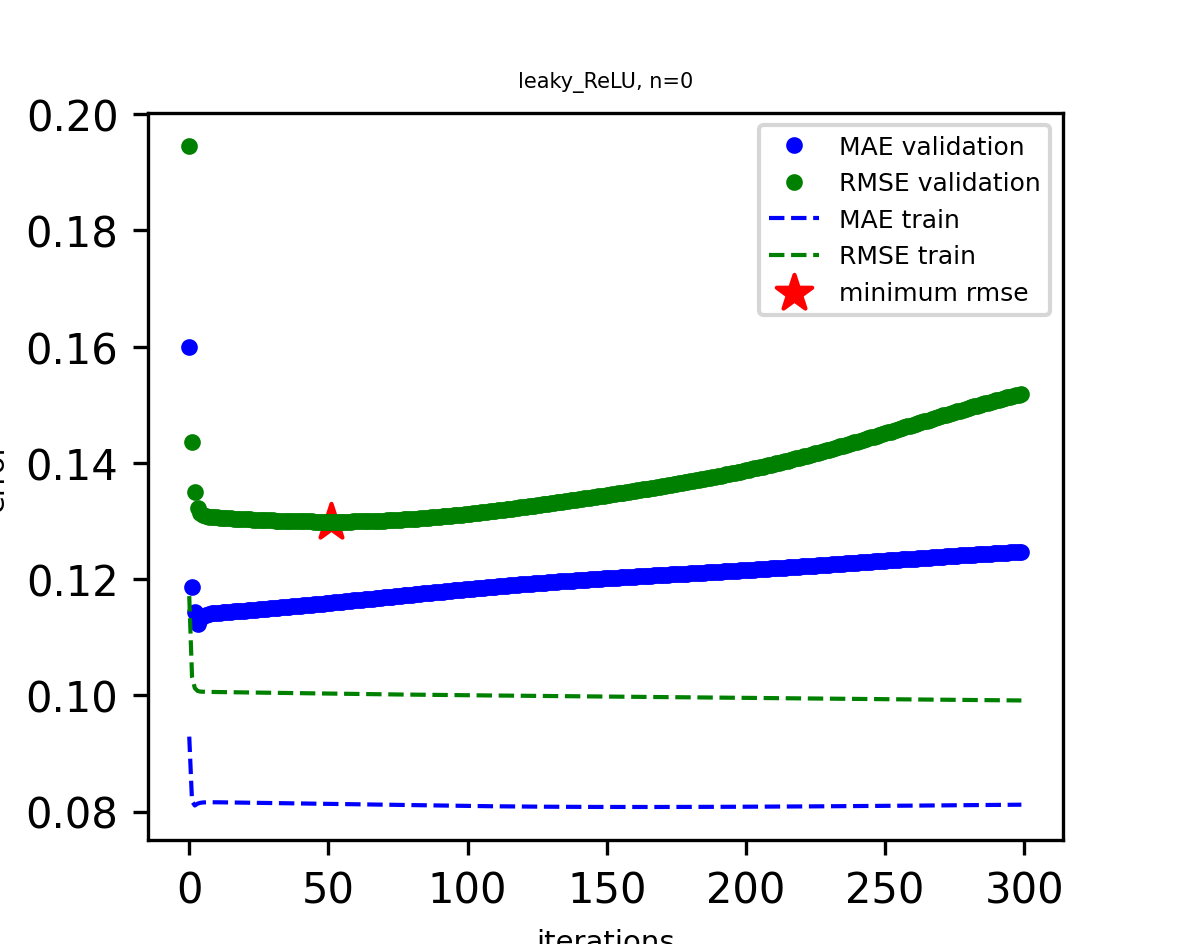 leaky_ReLU, n=0
0.20
0.18
0.16
0.14
0.12
0.10
0.08
MAE validation
RMSE validation
MAE train
RMSE train
minimum rmse
0 50 100 150 200 250 300
iterations